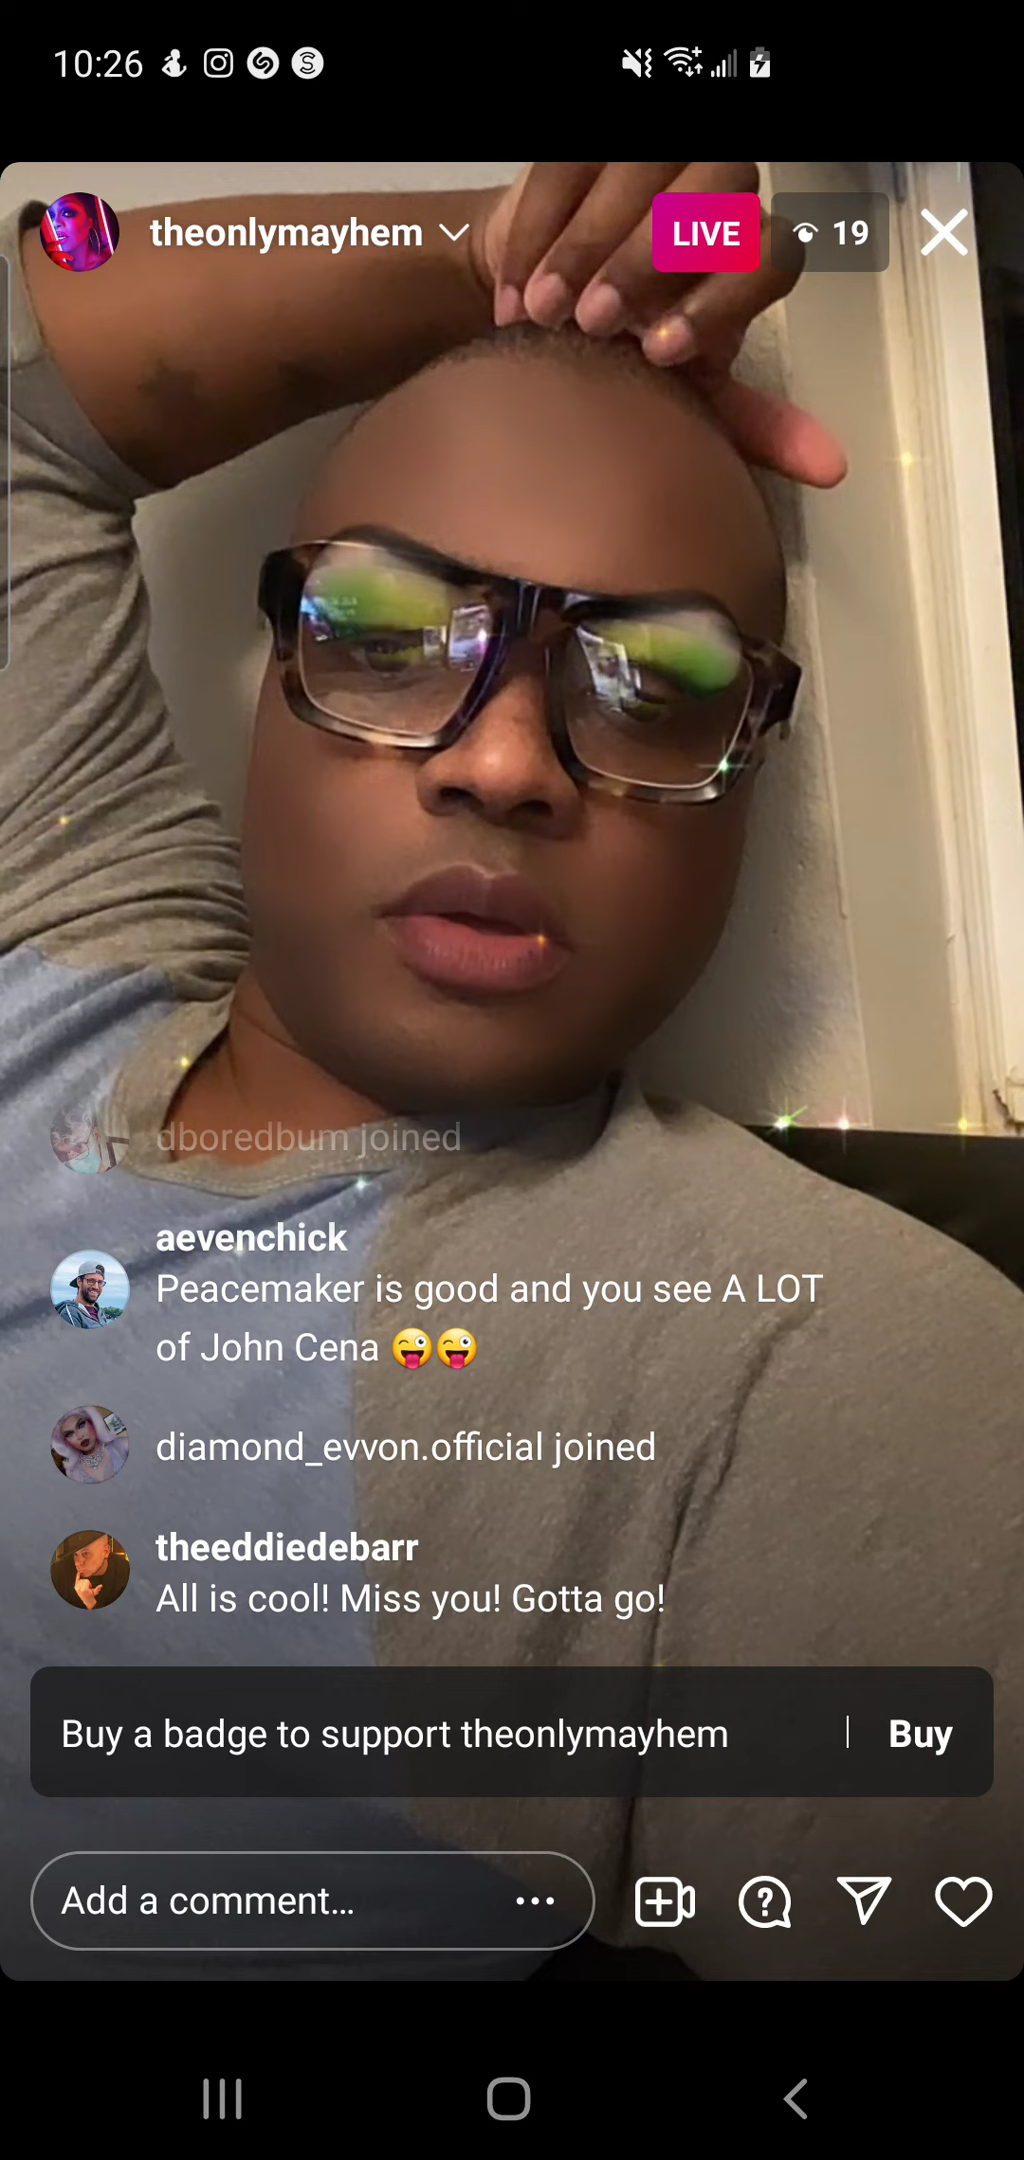 10:26
theonlymayhem
LIVE
19
dboredbum joined
aevenchick
Peacemaker is good and you see A LOT
of John Cena 😜😜
diamond_evvon.official joined
theeddiedebarr
All is cool! Miss you! Gotta go!
Buy a badge to support theonlymayhem | Buy
Add a comment...